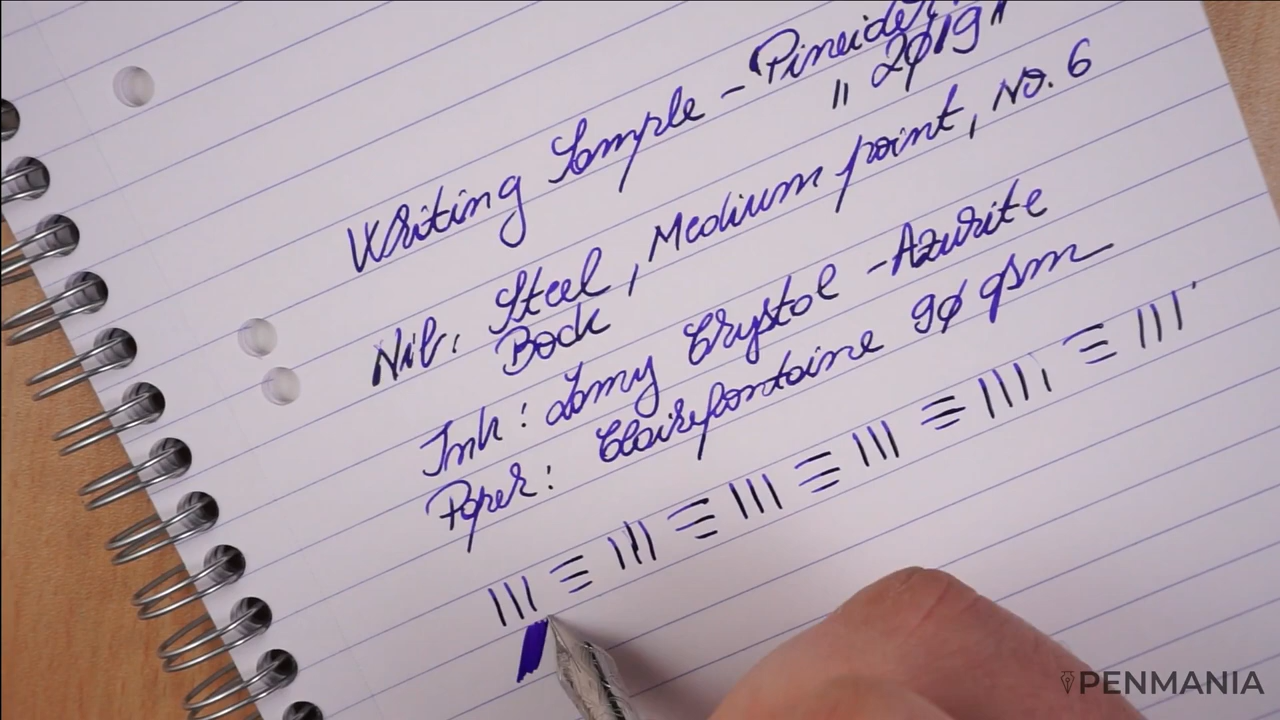 Writing Sample - Pineider
" 2019 "
Nib: Steel, Medium point, No. 6
Bock
Ink: Lamy Crystal - Azurite
Paper: Clairefontaine 90 gsm
PENMANIA